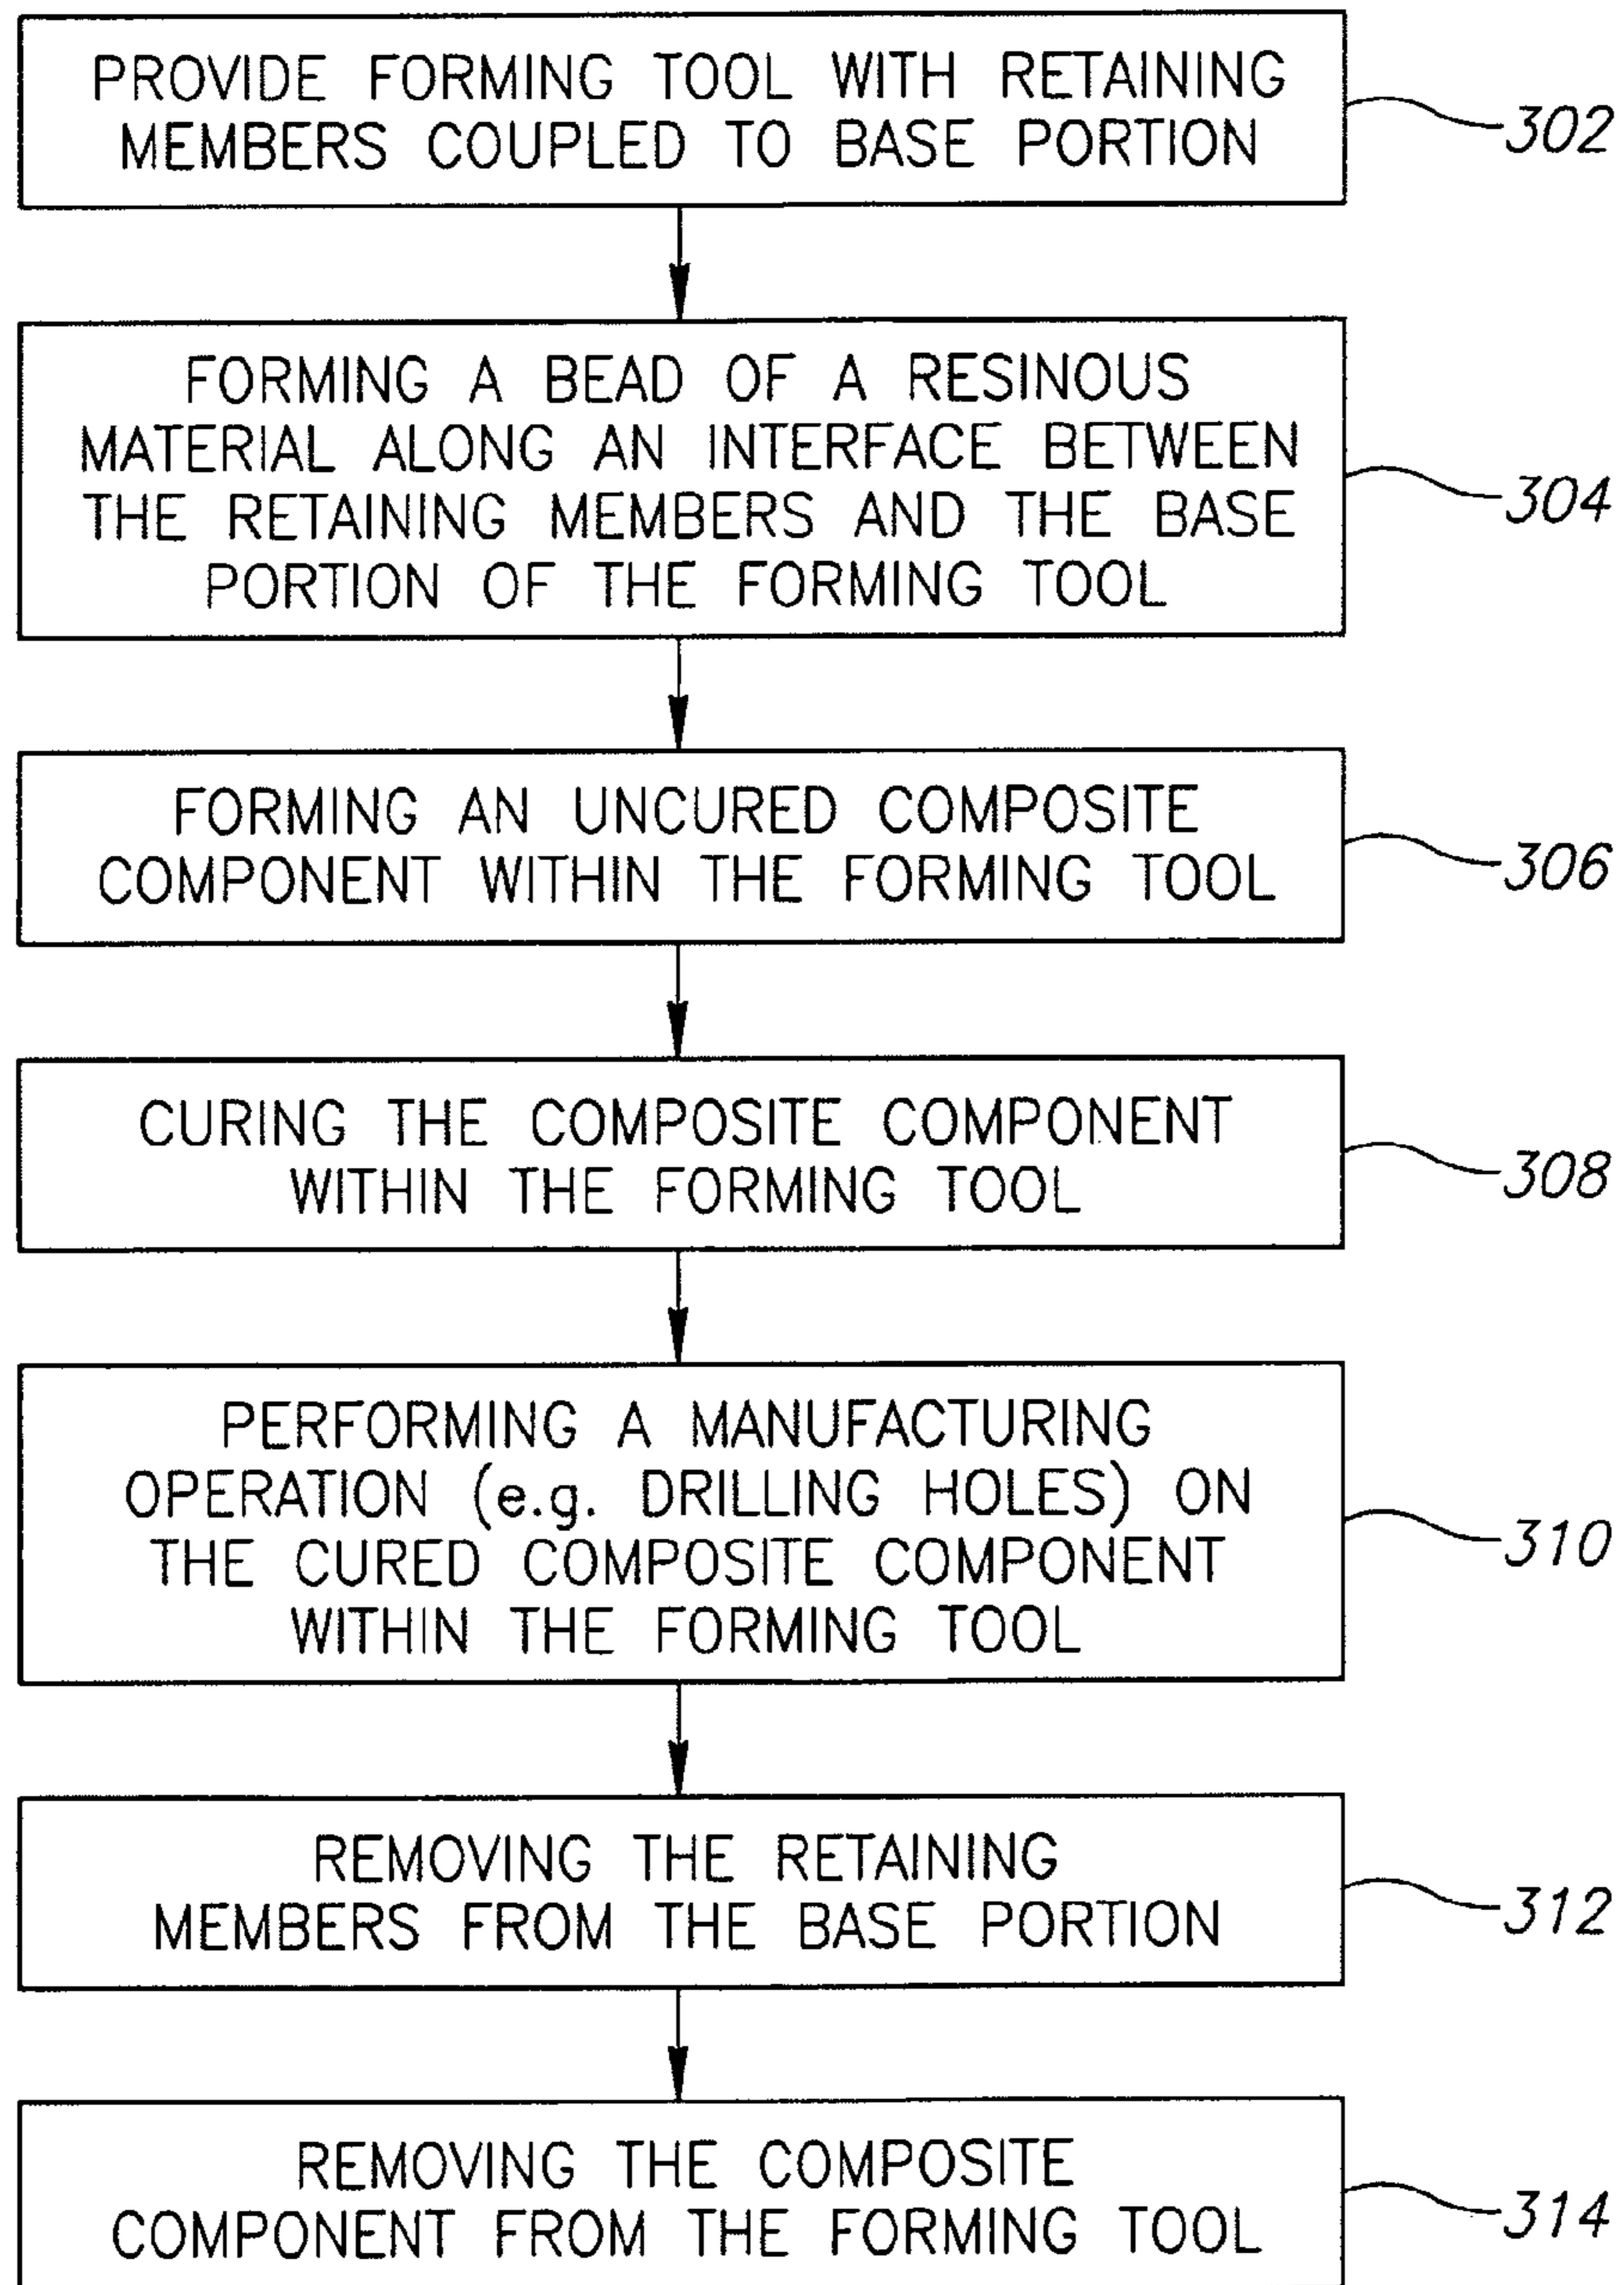 PROVIDE FORMING TOOL WITH RETAINING
MEMBERS COUPLED TO BASE PORTION
302
FORMING A BEAD OF A RESINOUS
MATERIAL ALONG AN INTERFACE BETWEEN
THE RETAINING MEMBERS AND THE BASE
PORTION OF THE FORMING TOOL
304
FORMING AN UNCURED COMPOSITE
COMPONENT WITHIN THE FORMING TOOL
306
CURING THE COMPOSITE COMPONENT
WITHIN THE FORMING TOOL
308
PERFORMING A MANUFACTURING
OPERATION (e.g. DRILLING HOLES) ON
THE CURED COMPOSITE COMPONENT
WITHIN THE FORMING TOOL
310
REMOVING THE RETAINING
MEMBERS FROM THE BASE PORTION
312
REMOVING THE COMPOSITE
COMPONENT FROM THE FORMING TOOL
314